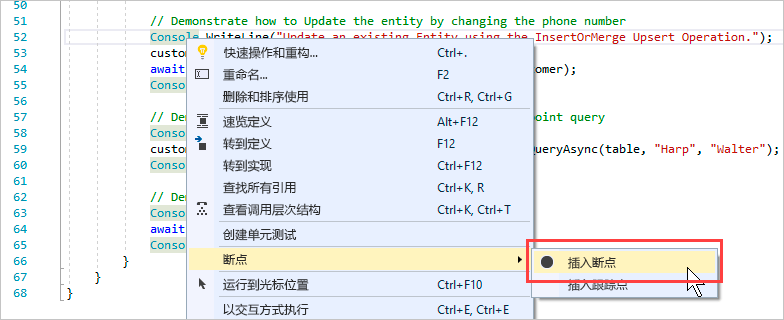 50
51 // Demonstrate how to Update the entity by changing the phone number
52 Console.WriteLine("Update an existing Entity using the InsertOrMerge Upsert Operation.");
53 custom
54 await omer);
55 Conso
56
57 // De oint query
58 Conso
59 custom QueryAsync(table, "Harp", "Walter");
60 Conso
61
62 // De
63 Conso
64 await
65 Conso
66 }
67 }
68 }
快速操作和重构... Ctrl+.
重命名... F2
删除和排序使用 Ctrl+R, Ctrl+G
速览定义 Alt+F12
转到定义 F12
转到实现 Ctrl+F12
查找所有引用 Ctrl+K, R
查看调用层次结构 Ctrl+K, Ctrl+T
创建单元测试
断点
运行到光标位置 Ctrl+F10
以交互方式执行 Ctrl+E, Ctrl+E
插入断点
插入跟踪点